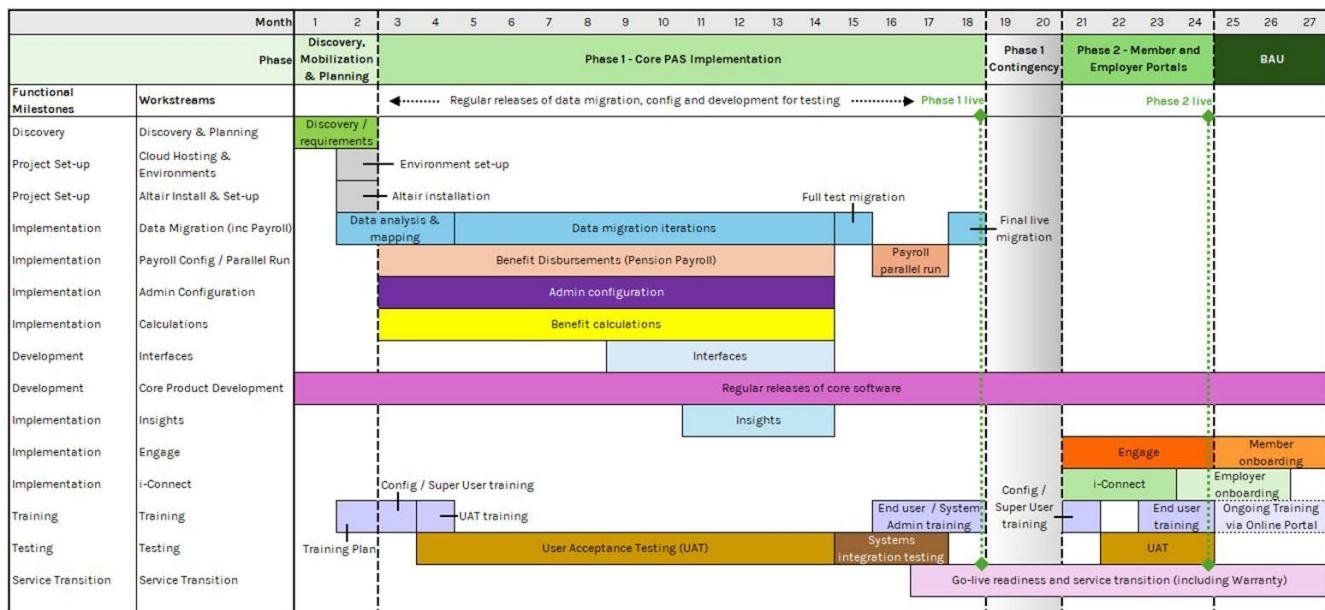 Month 1 2 3 4 5 6 7 8 9 10 11 12 13 14 15 16 17 18 19 20 21 22 23 24 25 26 27
Phase
Discovery,
Mobilization
& Planning
Phase 1 - Core PAS Implementation
Phase 1
Contingency
Phase 2 - Member and
Employer Portals
BAU
Functional
Milestones
Workstreams
Regular releases of data migration, config and development for testing
Phase 1 live
Phase 2 live
Discovery
Discovery & Planning
Discovery /
requirements
Project Set-up
Cloud Hosting &
Environments
Environment set-up
Project Set-up
Altair Install & Set-up
Altair installation
Full test migration
Implementation
Data Migration (inc Payroll)
Data analysis &
mapping
Data migration iterations
Final live
migration
Implementation
Payroll Config / Parallel Run
Benefit Disbursements (Pension Payroll)
Payroll
parallel run
Implementation
Admin Configuration
Admin configuration
Implementation
Calculations
Benefit calculations
Development
Interfaces
Interfaces
Development
Core Product Development
Regular releases of core software
Implementation
Insights
Insights
Implementation
Engage
Engage
Member
onboarding
Implementation
i-Connect
Config / Super User training
i-Connect
Employer
onboarding
Training
Training
UAT training
End user / System
Admin training
Config /
Super User
training
End user
training
Ongoing Training
via Online Portal
Testing
Testing
Training Plan
User Acceptance Testing (UAT)
Systems
integration testing
UAT
Service Transition
Service Transition
Go-live readiness and service transition (including Warranty)